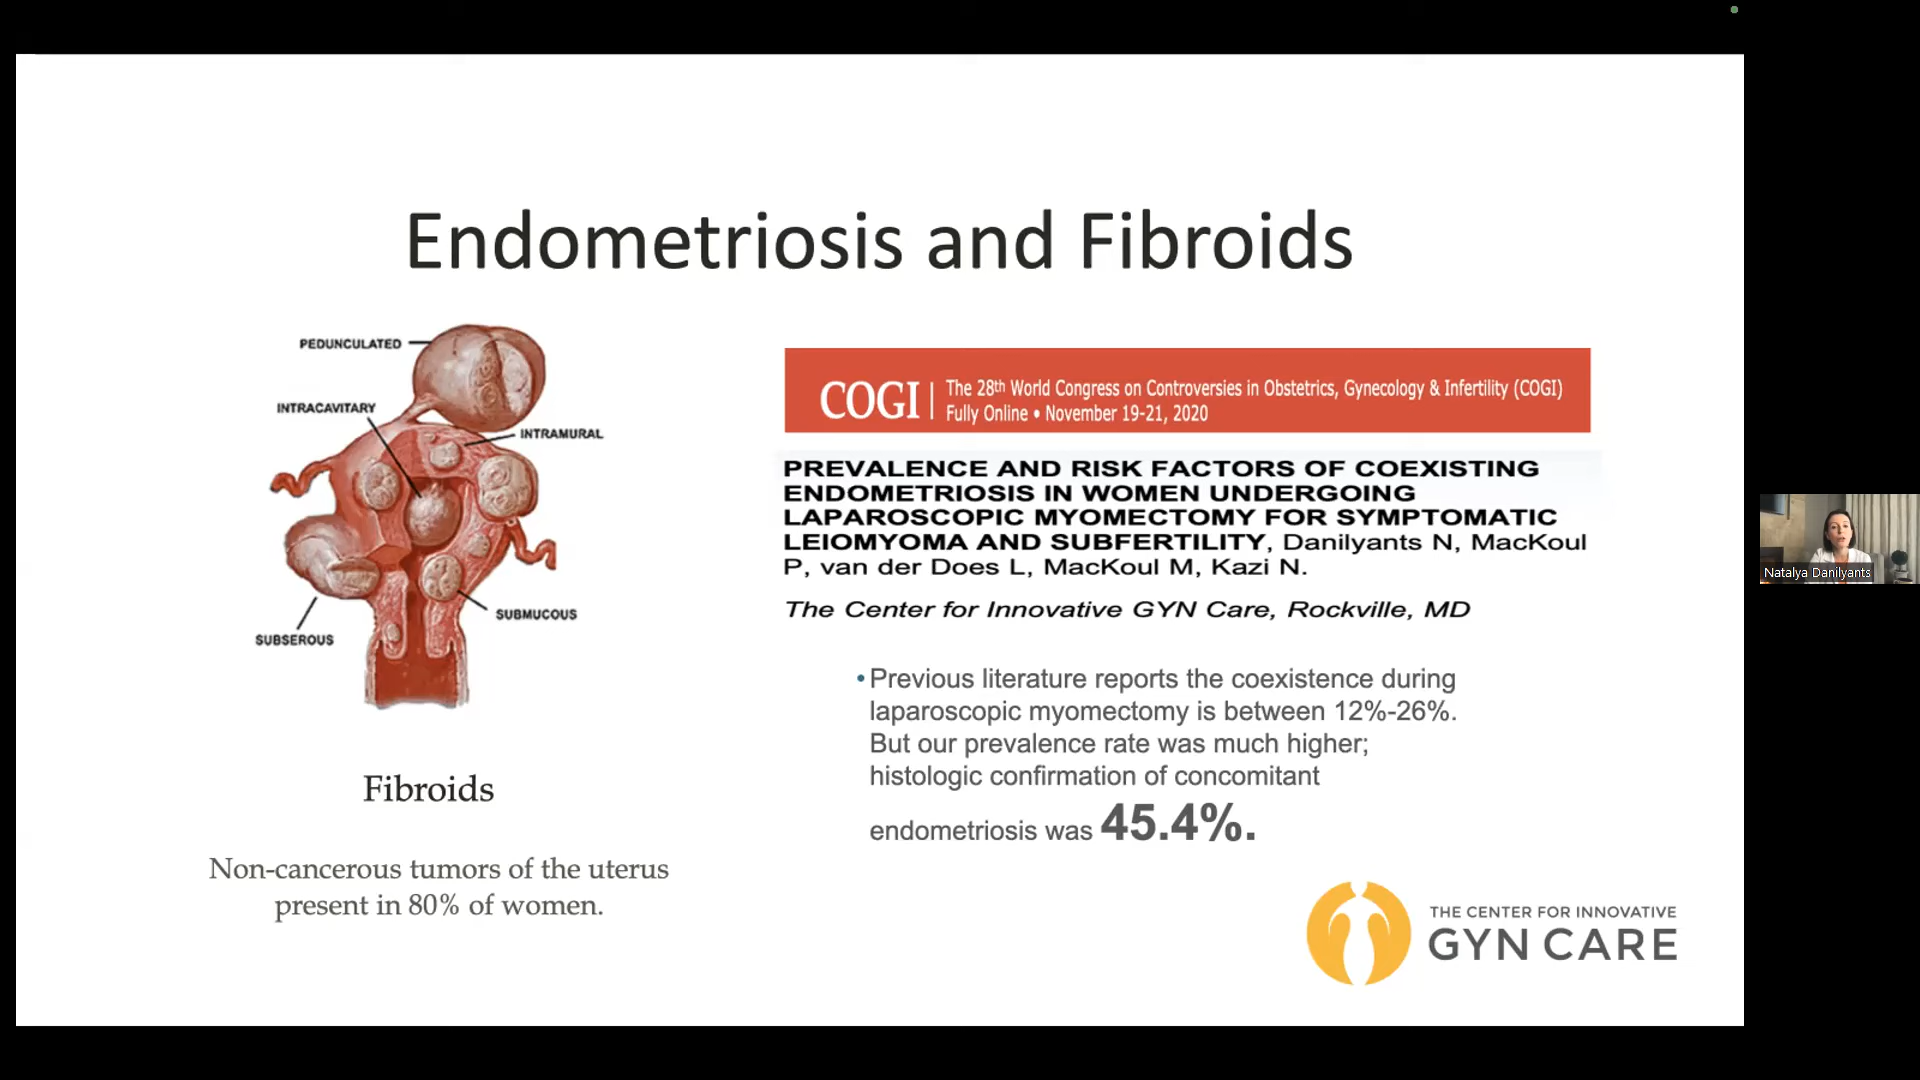 Endometriosis and Fibroids
PEDUNCULATED
INTRACAVITARY
INTRAMURAL
SUBMUCOUS
SUBSEROUS
Fibroids
Non-cancerous tumors of the uterus
present in 80% of women.
COGI
The 28th World Congress on Controversies in Obstetrics, Gynecology & Infertility (COGI)
Fully Online • November 19-21, 2020
PREVALENCE AND RISK FACTORS OF COEXISTING
ENDOMETRIOSIS IN WOMEN UNDERGOING
LAPAROSCOPIC MYOMECTOMY FOR SYMPTOMATIC
LEIOMYOMA AND SUBFERTILITY, Danilyants N, MacKoul
P, van der Does L, MacKoul M, Kazi N.
The Center for Innovative GYN Care, Rockville, MD
•Previous literature reports the coexistence during
laparoscopic myomectomy is between 12%-26%.
But our prevalence rate was much higher;
histologic confirmation of concomitant
endometriosis was 45.4%.
THE CENTER FOR INNOVATIVE
GYN CARE
Natalya Danilyants